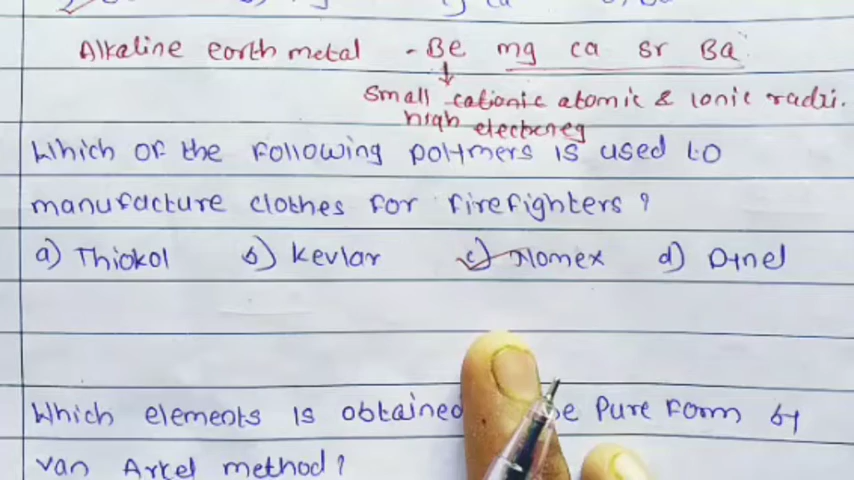 Alkaline earth metal - Be mg ca sr Ba
small cationic atomic & ionic radii.
high electroneg
Which of the following polymers is used to
manufacture clothes for firefighters?
a) Thiokol b) Kevlar c) Nomex d) Dynel
Which elements is obtained be Pure Form by
van Arkel method?